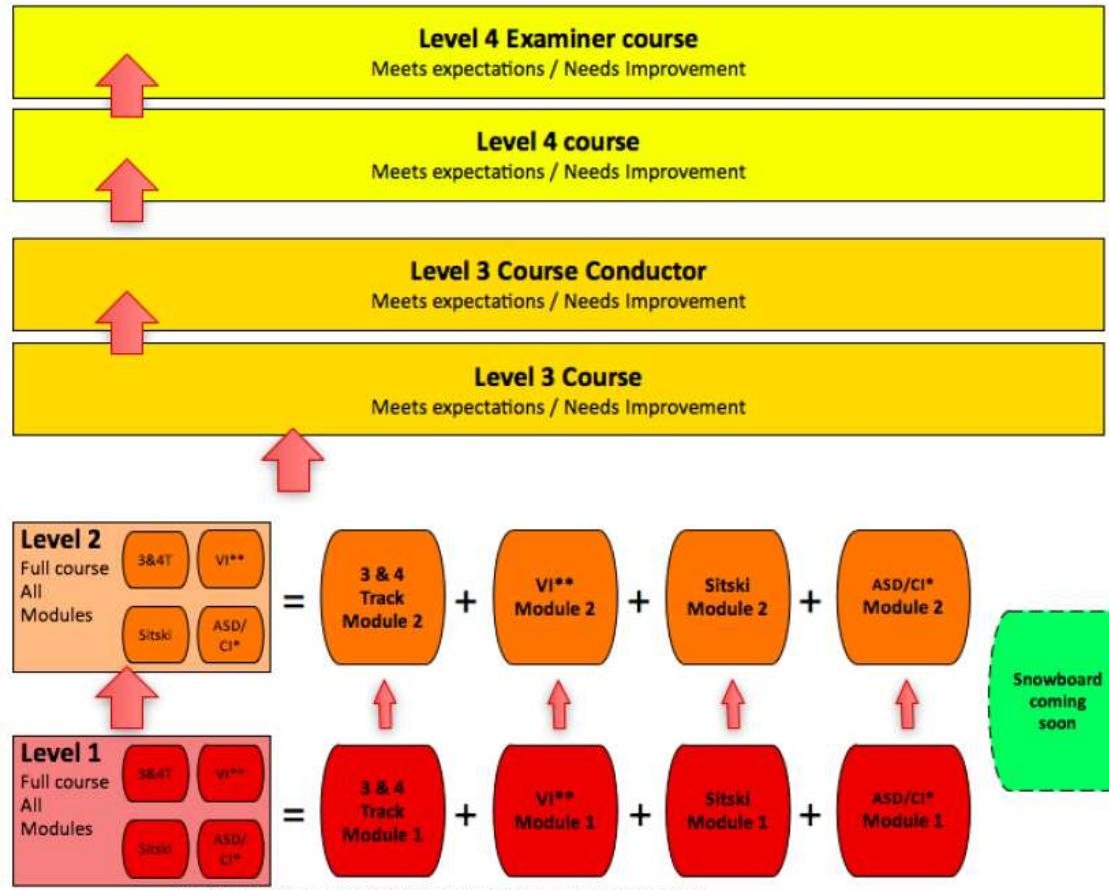 Level 4 Examiner course
Meets expectations / Needs Improvement
Level 4 course
Meets expectations / Needs Improvement
Level 3 Course Conductor
Meets expectations / Needs Improvement
Level 3 Course
Meets expectations / Needs Improvement
Level 2
Full course
All
Modules
3&4T
VI**
Sitski
ASD/
CI*
=
3 & 4
Track
Module 2
+
VI**
Module 2
+
Sitski
Module 2
+
ASD/CI*
Module 2
Snowboard
coming
soon
Level 1
Full course
All
Modules
3&4T
VI**
Sitski
ASD/
CI*
=
3 & 4
Track
Module 1
+
VI**
Module 1
+
Sitski
Module 1
+
ASD/CI*
Module 1